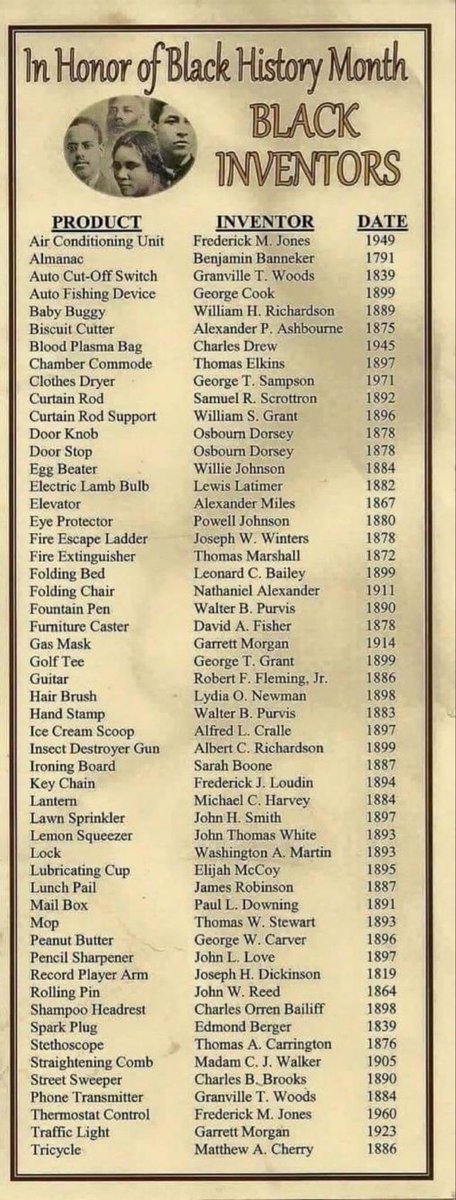 In Honor of Black History Month
BLACK
INVENTORS
PRODUCT INVENTOR DATE
Air Conditioning Unit Frederick M. Jones 1949
Almanac Benjamin Banneker 1791
Auto Cut-Off Switch Granville T. Woods 1839
Auto Fishing Device George Cook 1899
Baby Buggy William H. Richardson 1889
Biscuit Cutter Alexander P. Ashbourne 1875
Blood Plasma Bag Charles Drew 1945
Chamber Commode Thomas Elkins 1897
Clothes Dryer George T. Sampson 1971
Curtain Rod Samuel R. Scrottron 1892
Curtain Rod Support William S. Grant 1896
Door Knob Osbourn Dorsey 1878
Door Stop Osbourn Dorsey 1878
Egg Beater Willie Johnson 1884
Electric Lamb Bulb Lewis Latimer 1882
Elevator Alexander Miles 1867
Eye Protector Powell Johnson 1880
Fire Escape Ladder Joseph W. Winters 1878
Fire Extinguisher Thomas Marshall 1872
Folding Bed Leonard C. Bailey 1899
Folding Chair Nathaniel Alexander 1911
Fountain Pen Walter B. Purvis 1890
Furniture Caster David A. Fisher 1878
Gas Mask Garrett Morgan 1914
Golf Tee George T. Grant 1899
Guitar Robert F. Fleming, Jr. 1886
Hair Brush Lydia O. Newman 1898
Hand Stamp Walter B. Purvis 1883
Ice Cream Scoop Alfred L. Cralle 1897
Insect Destroyer Gun Albert C. Richardson 1899
Ironing Board Sarah Boone 1887
Key Chain Frederick J. Loudin 1894
Lantern Michael C. Harvey 1884
Lawn Sprinkler John H. Smith 1897
Lemon Squeezer John Thomas White 1893
Lock Washington A. Martin 1893
Lubricating Cup Elijah McCoy 1895
Lunch Pail James Robinson 1887
Mail Box Paul L. Downing 1891
Mop Thomas W. Stewart 1893
Peanut Butter George W. Carver 1896
Pencil Sharpener John L. Love 1897
Record Player Arm Joseph H. Dickinson 1819
Rolling Pin John W. Reed 1864
Shampoo Headrest Charles Orren Bailiff 1898
Spark Plug Edmond Berger 1839
Stethoscope Thomas A. Carrington 1876
Straightening Comb Madam C. J. Walker 1905
Street Sweeper Charles B. Brooks 1890
Phone Transmitter Granville T. Woods 1884
Thermostat Control Frederick M. Jones 1960
Traffic Light Garrett Morgan 1923
Tricycle Matthew A. Cherry 1886